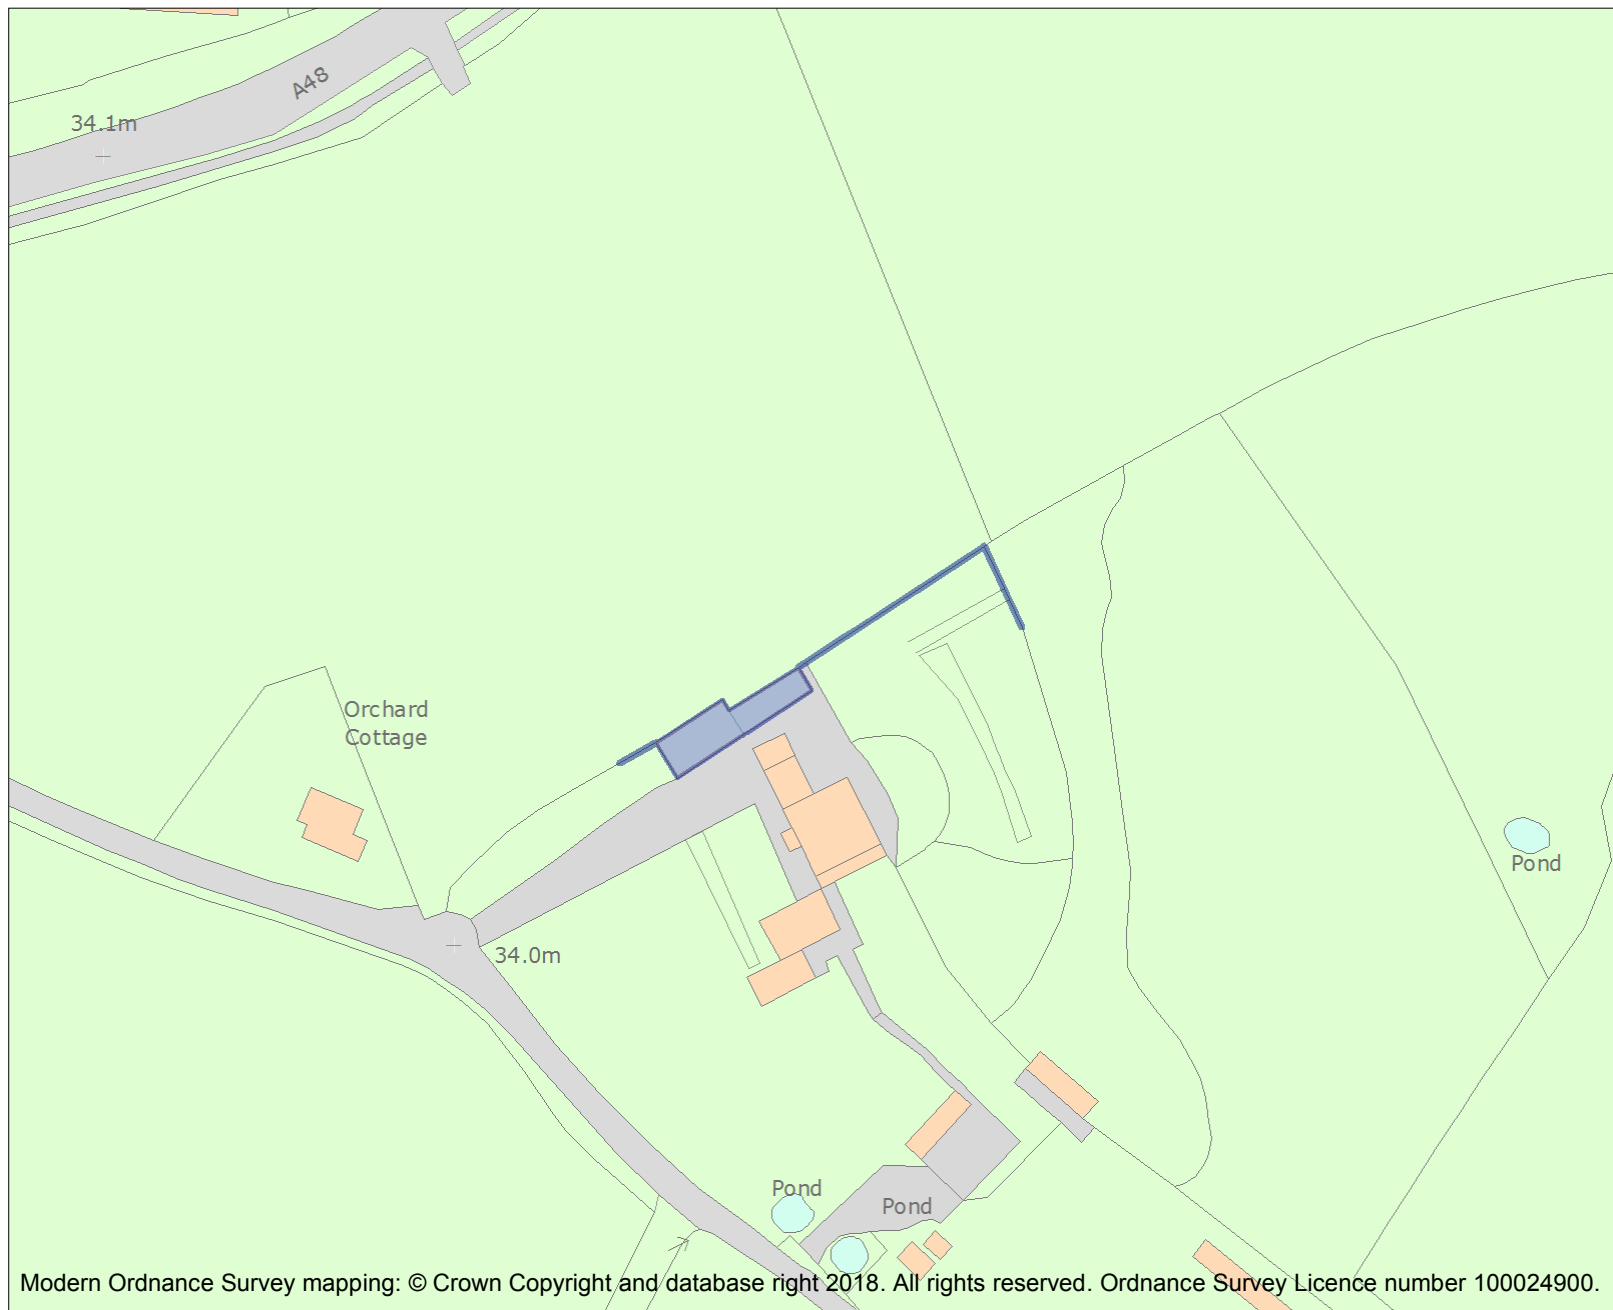 A48
34.1m
Orchard
Cottage
34.0m
Pond
Pond
Pond
Modern Ordnance Survey mapping: © Crown Copyright and database right 2018. All rights reserved. Ordnance Survey Licence number 100024900.